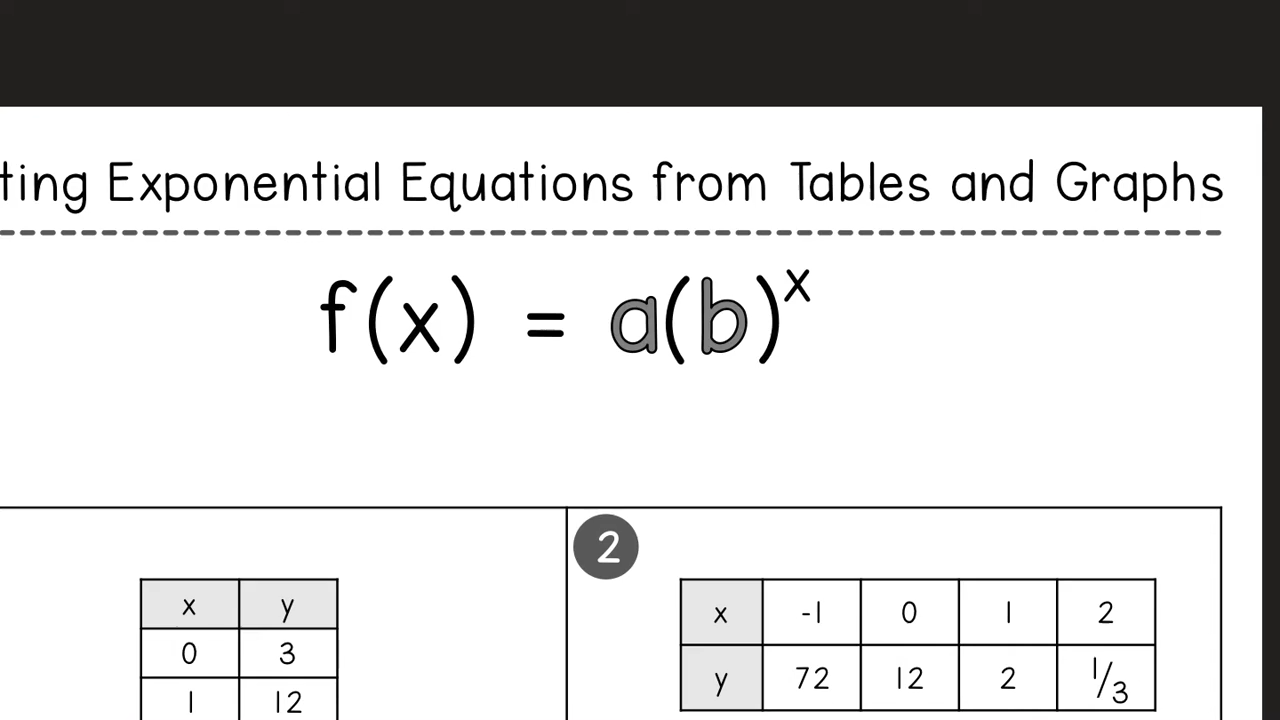 ting Exponential Equations from Tables and Graphs
f(x) = a(b)^x
2
x y
0 3
1 12
x -1 0 1 2
y 72 12 2 1/3